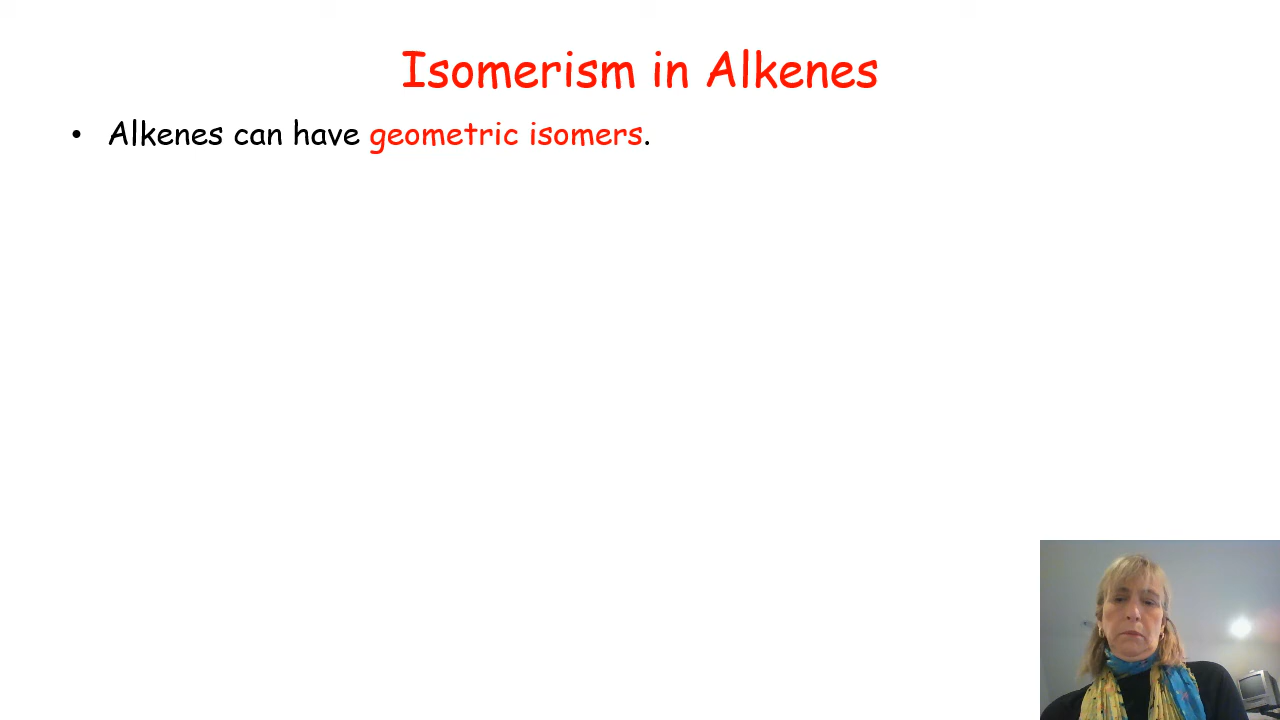 Isomerism in Alkenes
• Alkenes can have geometric isomers.